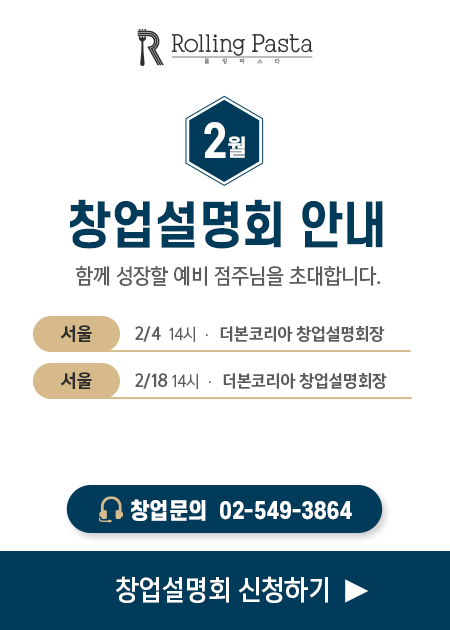 Rolling Pasta
롤링파스타
2월
창업설명회 안내
함께 성장할 예비 점주님을 초대합니다.
서울 2/4 14시 · 더본코리아 창업설명회장
서울 2/18 14시 · 더본코리아 창업설명회장
창업문의 02-549-3864
창업설명회 신청하기 ▶